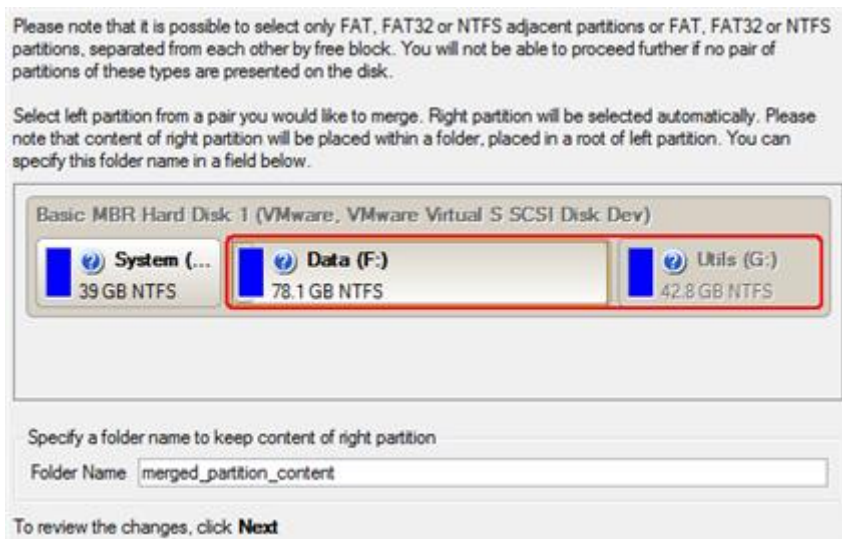 Please note that it is possible to select only FAT, FAT32 or NTFS adjacent partitions or FAT, FAT32 or NTFS
partitions, separated from each other by free block. You will not be able to proceed further if no pair of
partitions of these types are presented on the disk.
Select left partition from a pair you would like to merge. Right partition will be selected automatically. Please
note that content of right partition will be placed within a folder, placed in a root of left partition. You can
specify this folder name in a field below.
Basic MBR Hard Disk 1 (VMware, VMware Virtual S SCSI Disk Dev)
System (... Data (F:) Utils (G:)
39 GB NTFS 78.1 GB NTFS 42.8 GB NTFS
Specify a folder name to keep content of right partition
Folder Name merged_partition_content
To review the changes, click Next